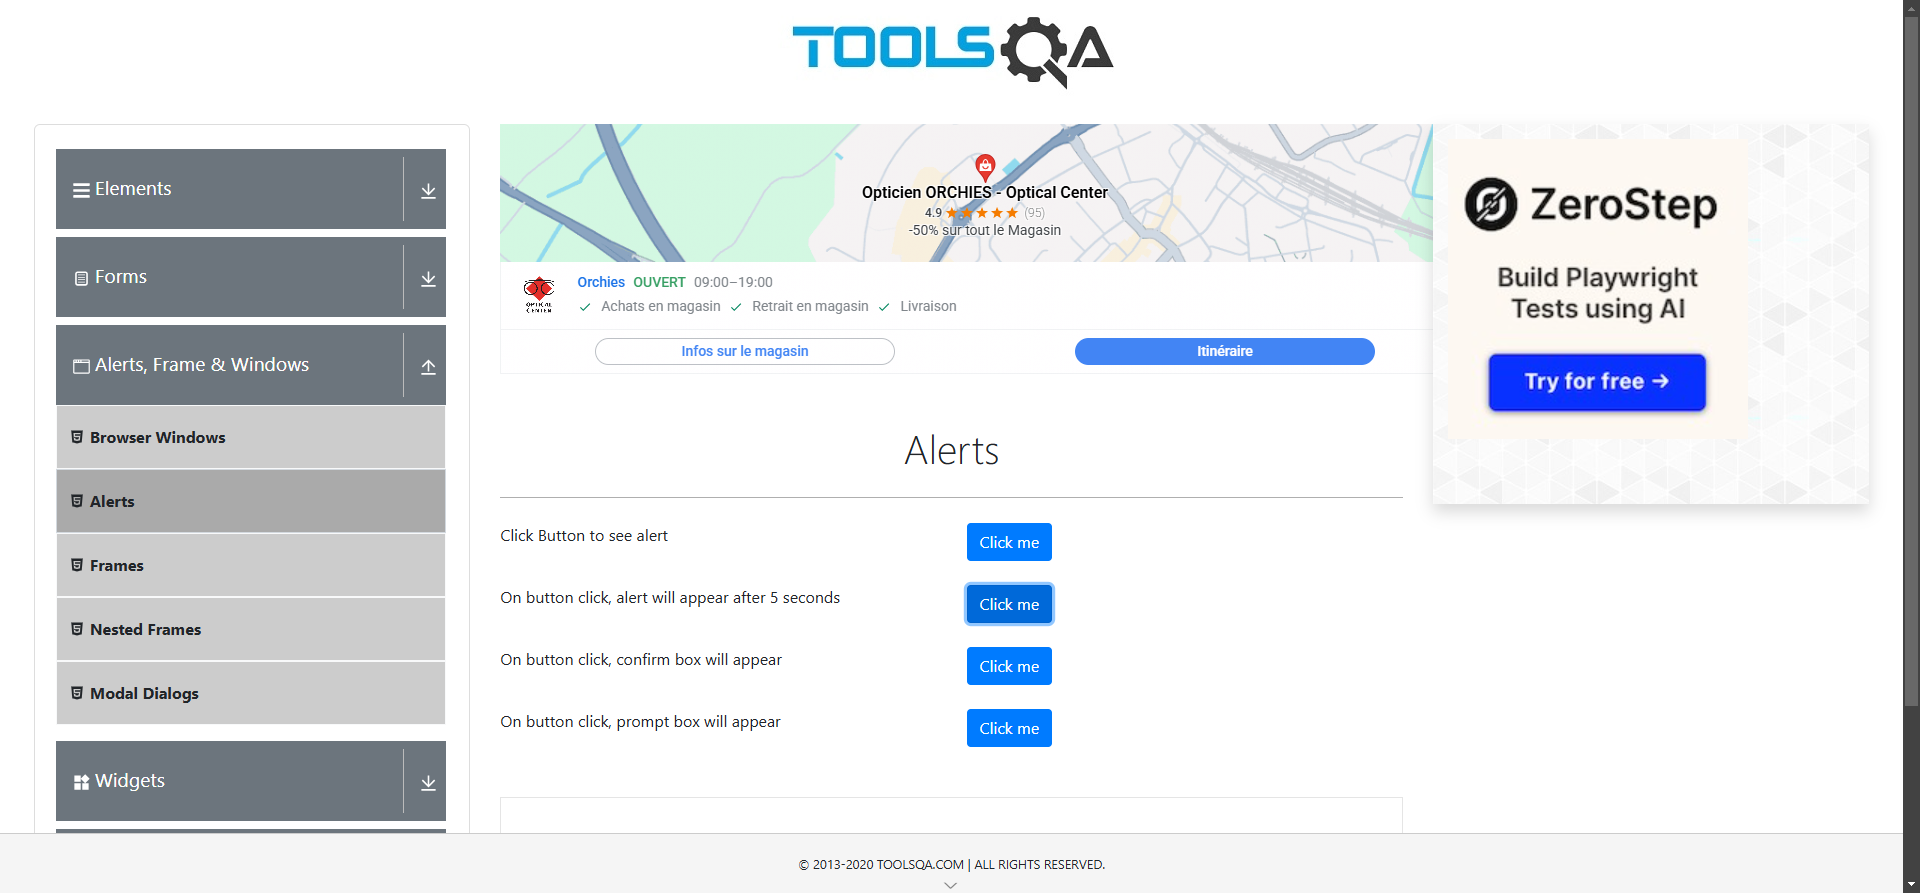 TOOLSQA
Elements
Forms
Alerts, Frame & Windows
Browser Windows
Alerts
Frames
Nested Frames
Modal Dialogs
Widgets
Opticien ORCHIES - Optical Center
4.9 ★★★★★ (95)
-50% sur tout le Magasin
OPTICAL
CENTER
Orchies OUVERT 09:00–19:00
Achats en magasin Retrait en magasin Livraison
Infos sur le magasin Itinéraire
ZeroStep
Build Playwright
Tests using AI
Try for free →
Alerts
Click Button to see alert Click me
On button click, alert will appear after 5 seconds Click me
On button click, confirm box will appear Click me
On button click, prompt box will appear Click me
© 2013-2020 TOOLSQA.COM | ALL RIGHTS RESERVED.